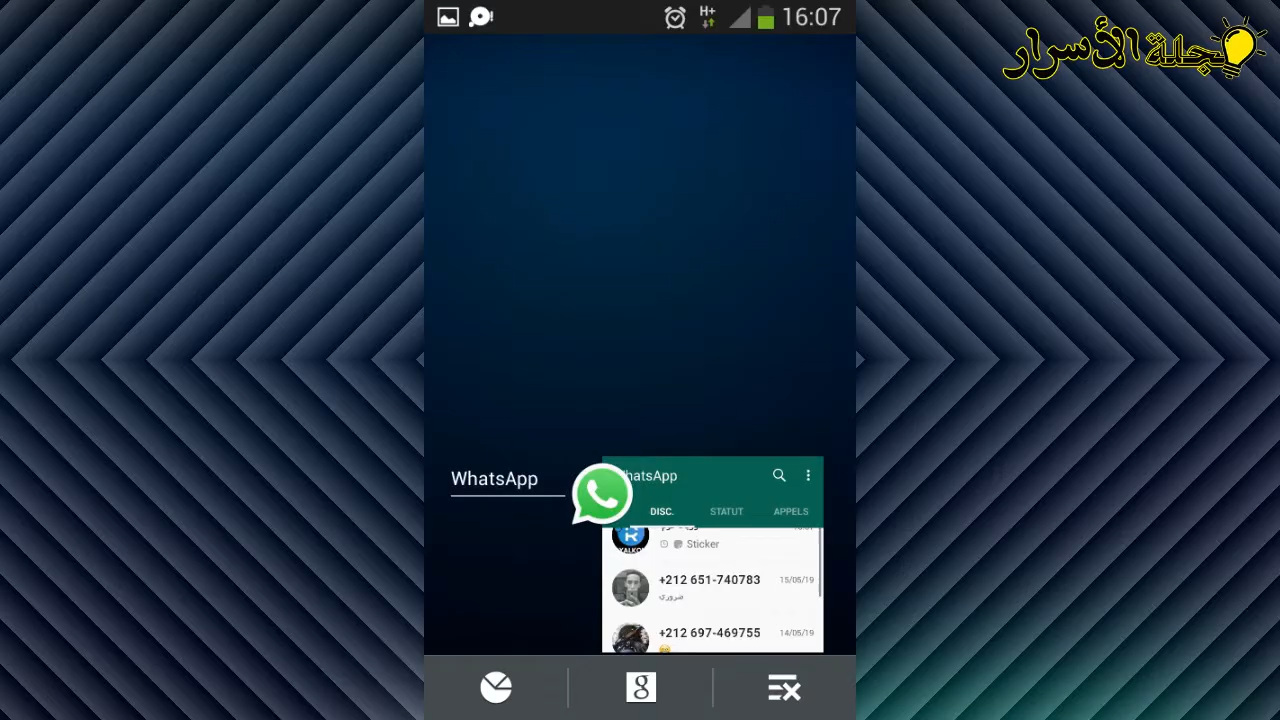 H+
16:07
مجلة الأسرار
WhatsApp
WhatsApp
DISC.
STATUT
APPELS
Sticker
+212 651-740783
15/05/19
ضروري
+212 697-469755
14/05/19
g